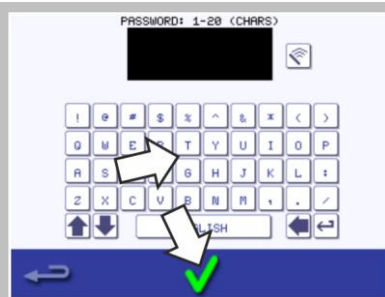 PASSWORD: 1-20 (CHARS)
! @ # $ % ^ & * ( )
Q W E T Y U I O P
A S G H J K L :
Z X C V B N M , . /
LISH